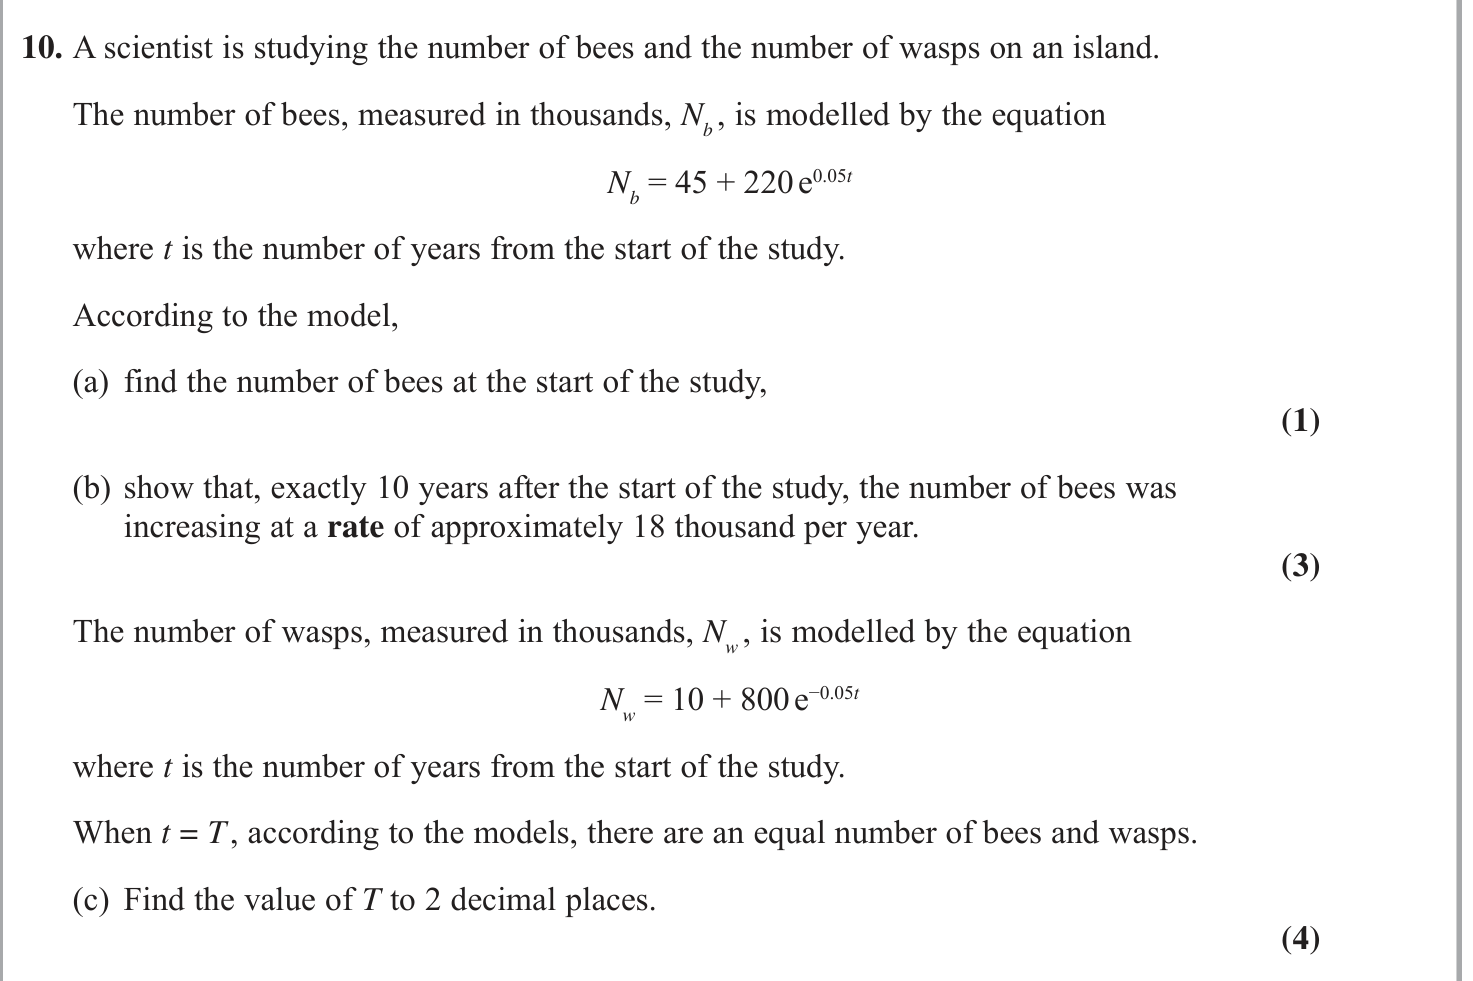 10. A scientist is studying the number of bees and the number of wasps on an island.
The number of bees, measured in thousands, N_b, is modelled by the equation
N_b = 45 + 220 e^{0.05t}
where t is the number of years from the start of the study.
According to the model,
(a) find the number of bees at the start of the study,
(1)
(b) show that, exactly 10 years after the start of the study, the number of bees was
increasing at a rate of approximately 18 thousand per year.
(3)
The number of wasps, measured in thousands, N_w, is modelled by the equation
N_w = 10 + 800 e^{−0.05t}
where t is the number of years from the start of the study.
When t = T, according to the models, there are an equal number of bees and wasps.
(c) Find the value of T to 2 decimal places.
(4)